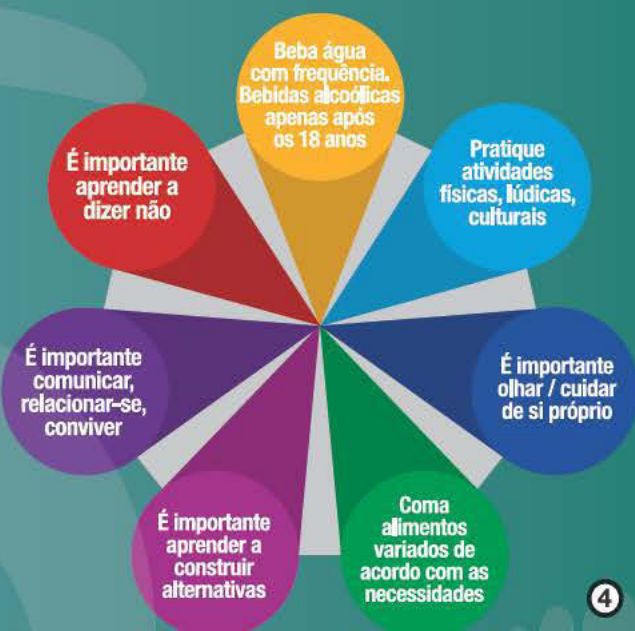 Beba água
com frequência.
Bebidas alcoólicas
apenas após
os 18 anos
Pratique
atividades
físicas, lúdicas,
culturais
É importante
olhar / cuidar
de si próprio
Coma
alimentos
variados de
acordo com as
necessidades
É importante
aprender a
construir
alternativas
É importante
comunicar,
relacionar-se,
conviver
É importante
aprender a
dizer não
4